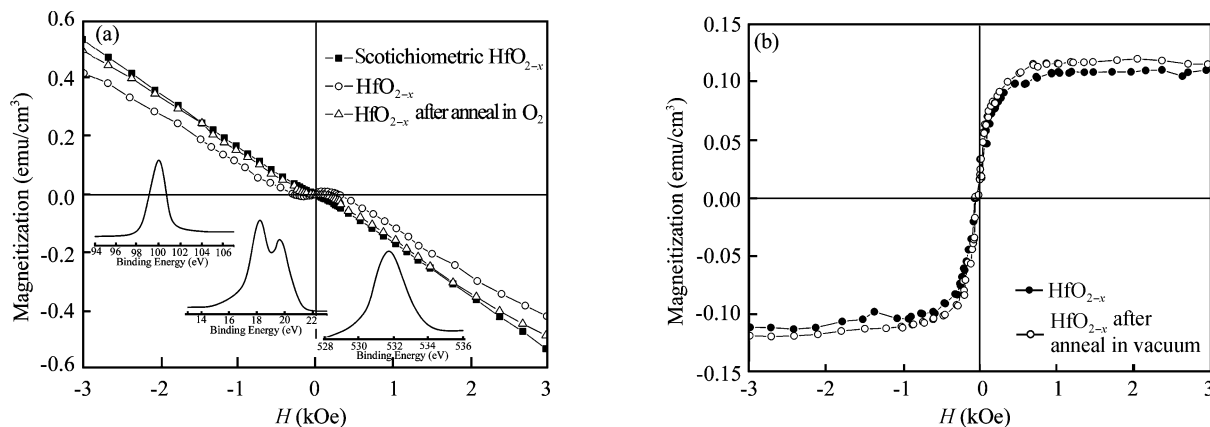 (a)
Scotichiometric HfO2-x
HfO2-x
HfO2-x after anneal in O2
Magneitization (emu/cm3)
0.6
0.4
0.2
0.0
-0.2
-0.4
-0.6
94 96 98 100 102 104 106
Binding Energy (eV)
14 16 18 20 22
Binding Energy (eV)
528 530 532 534 536
Binding Energy (eV)
-3 -2 -1 0 1 2 3
H (kOe)
(b)
Magneitization (emu/cm3)
0.15
0.10
0.05
0.00
-0.05
-0.10
-0.15
HfO2-x
HfO2-x after
anneal in vacuum
-3 -2 -1 0 1 2 3
H (kOe)